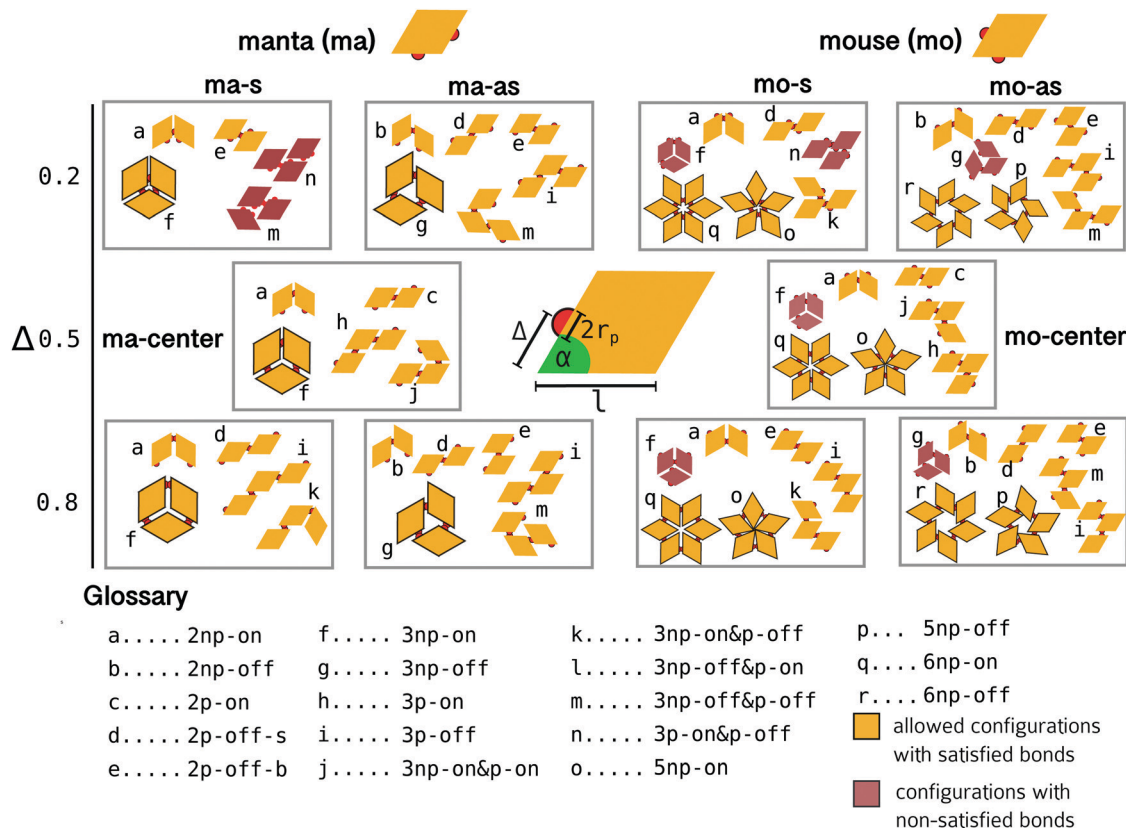 manta (ma)
mouse (mo)
ma-s
ma-as
mo-s
mo-as
0.2
a
e
f
n
m
b
d
e
g
i
m
a
d
f
n
q
o
k
b
d
e
g
p
i
r
m
Δ 0.5
ma-center
a
c
h
f
j
Δ
2rp
α
l
a
c
f
j
q
o
h
mo-center
0.8
a
d
i
k
f
b
d
e
i
m
g
f
a
e
i
q
o
k
g
b
d
e
m
r
p
i
Glossary
a..... 2np-on
b..... 2np-off
c..... 2p-on
d..... 2p-off-s
e..... 2p-off-b
f..... 3np-on
g..... 3np-off
h..... 3p-on
i..... 3p-off
j..... 3np-on&p-on
k..... 3np-on&p-off
l..... 3np-off&p-on
m..... 3np-off&p-off
n..... 3p-on&p-off
o..... 5np-on
p... 5np-off
q.... 6np-on
r.... 6np-off
allowed configurations
with satisfied bonds
configurations with
non-satisfied bonds